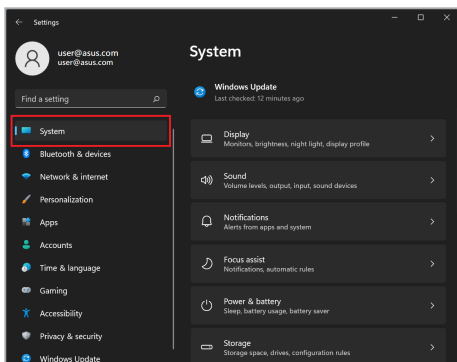 Settings
user@asus.com
user@asus.com
Find a setting
System
Bluetooth & devices
Network & internet
Personalization
Apps
Accounts
Time & language
Gaming
Accessibility
Privacy & security
Windows Update
System
Windows Update
Last checked: 12 minutes ago
Display
Monitors, brightness, night light, display profile
Sound
Volume levels, output, input, sound devices
Notifications
Alerts from apps and system
Focus assist
Notifications, automatic rules
Power & battery
Sleep, battery usage, battery saver
Storage
Storage space, drives, configuration rules